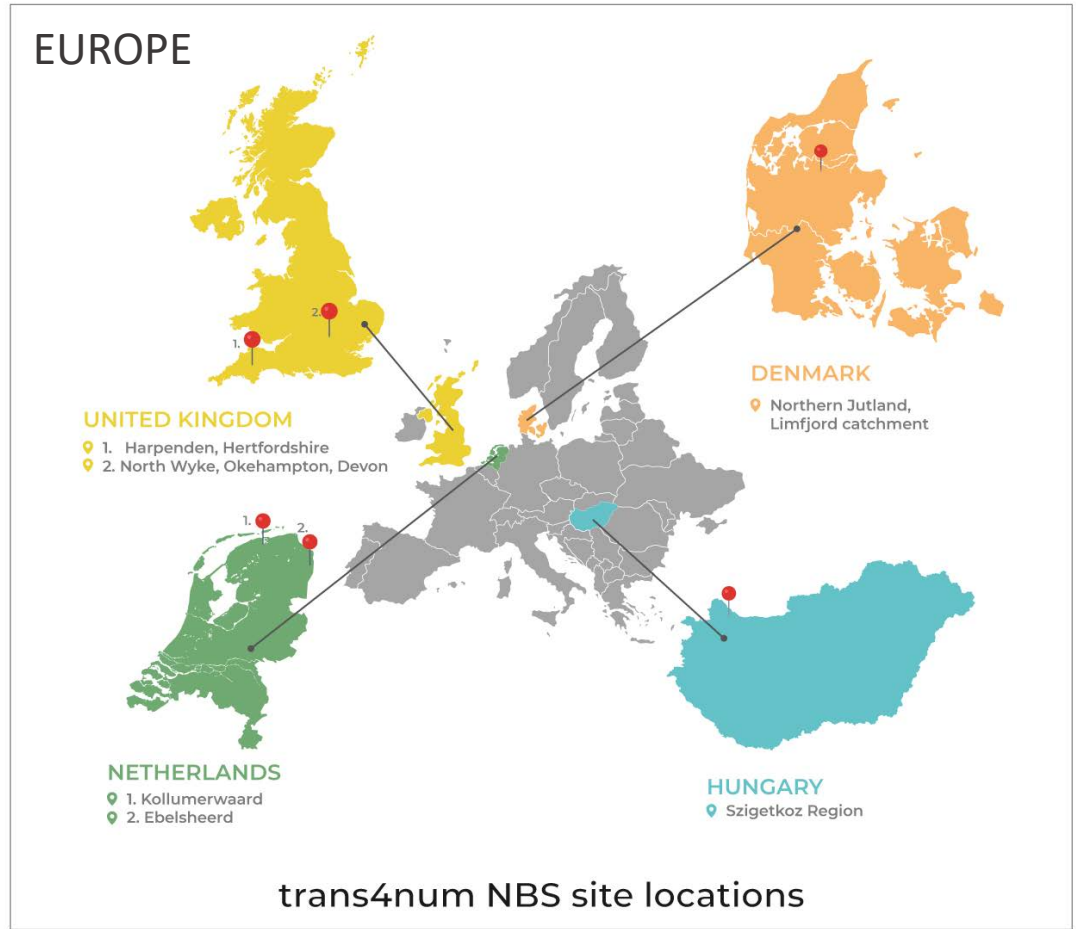 EUROPE
2.
1.
UNITED KINGDOM
1. Harpenden, Hertfordshire
2. North Wyke, Okehampton, Devon
DENMARK
Northern Jutland,
Limfjord catchment
1.
2.
NETHERLANDS
1. Kollumerwaard
2. Ebelsheerd
HUNGARY
Szigetkoz Region
trans4num NBS site locations